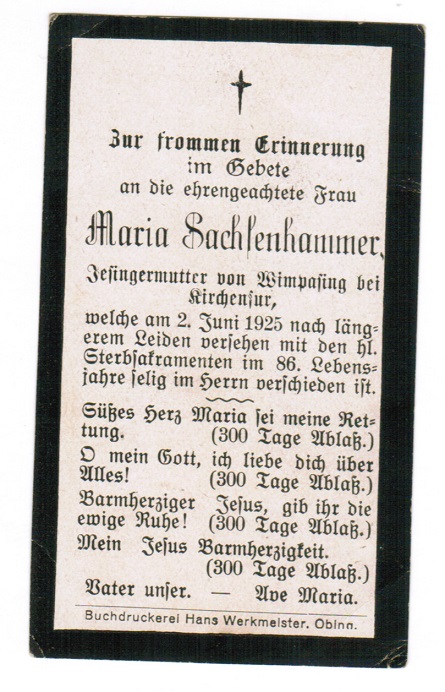 Zur frommen Erinnerung
im Gebete
an die ehrengeachtete Frau
Maria Sachsenhammer,
Jesingermutter von Wimpasing bei
Kirchensur,
welche am 2. Juni 1925 nach läng-
erem Leiden versehen mit den hl.
Sterbsakramenten im 86. Lebens-
jahre selig im Herrn verschieden ist.
Süßes Herz Maria sei meine Ret-
tung. (300 Tage Ablaß.)
O mein Gott, ich liebe dich über
Alles! (300 Tage Ablaß.)
Barmherziger Jesus, gib ihr die
ewige Ruhe! (300 Tage Ablaß.)
Mein Jesus Barmherzigkeit.
(300 Tage Ablaß.)
Vater unser. — Ave Maria.
Buchdruckerei Hans Werkmeister, Obinn.